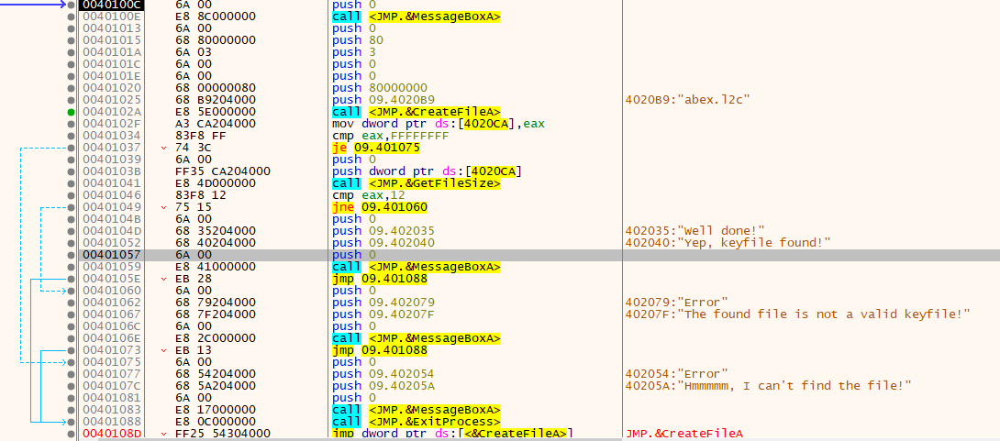 0040100C 6A 00 push 0
0040100E E8 8C000000 call <JMP.&MessageBoxA>
00401013 6A 00 push 0
00401015 68 80000000 push 80
0040101A 6A 03 push 3
0040101C 6A 00 push 0
0040101E 6A 00 push 0
00401020 68 00000080 push 80000000
00401025 68 B9204000 push 09.4020B9 4020B9:"abex.l2c"
0040102A E8 5E000000 call <JMP.&CreateFileA>
0040102F A3 CA204000 mov dword ptr ds:[4020CA],eax
00401034 83F8 FF cmp eax,FFFFFFFF
00401037 74 3C je 09.401075
00401039 6A 00 push 0
0040103B FF35 CA204000 push dword ptr ds:[4020CA]
00401041 E8 4D000000 call <JMP.&GetFileSize>
00401046 83F8 12 cmp eax,12
00401049 75 15 jne 09.401060
0040104B 6A 00 push 0
0040104D 68 35204000 push 09.402035 402035:"Well done!"
00401052 68 40204000 push 09.402040 402040:"Yep, keyfile found!"
00401057 6A 00 push 0
00401059 E8 41000000 call <JMP.&MessageBoxA>
0040105E EB 28 jmp 09.401088
00401060 6A 00 push 0
00401062 68 79204000 push 09.402079 402079:"Error"
00401067 68 7F204000 push 09.40207F 40207F:"The found file is not a valid keyfile!"
0040106C 6A 00 push 0
0040106E E8 2C000000 call <JMP.&MessageBoxA>
00401073 EB 13 jmp 09.401088
00401075 6A 00 push 0
00401077 68 54204000 push 09.402054 402054:"Error"
0040107C 68 5A204000 push 09.40205A 40205A:"Hmmmmm, I can't find the file!"
00401081 6A 00 push 0
00401083 E8 17000000 call <JMP.&MessageBoxA>
00401088 E8 0C000000 call <JMP.&ExitProcess>
0040108D FF25 54304000 jmp dword ptr ds:[<&CreateFileA>] JMP.&CreateFileA